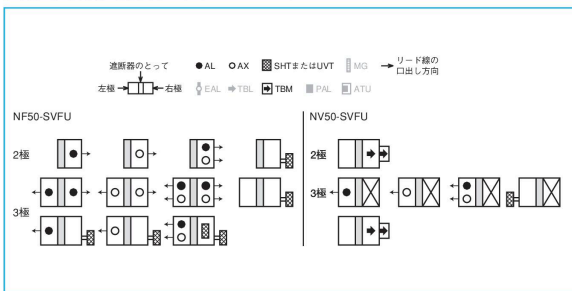 遮断器のとって
AL AX SHTまたはUVT MG リード線の口出し方向
左極 右極 EAL TBL TBM PAL ATU
NF50-SVFU
2極
3極
NV50-SVFU
2極
3極